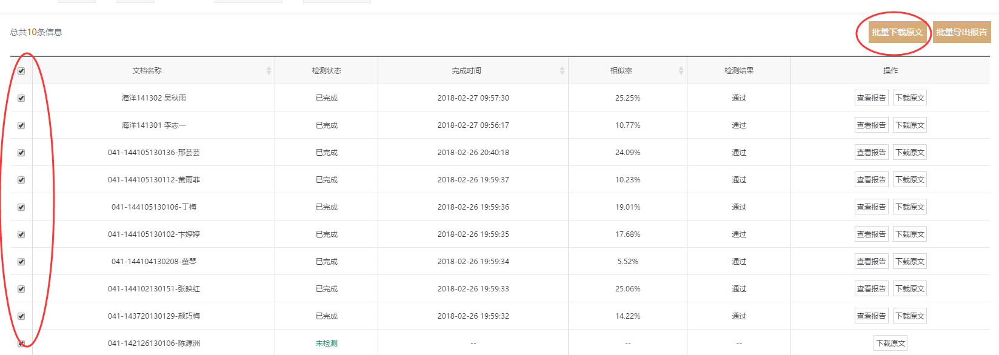 总共10条信息 批量下载原文 批量导出报告
文档名称 检测状态 完成时间 相似率 检测结果 操作
海洋141302 吴秋雨 已完成 2018-02-27 09:57:30 25.25% 通过 查看报告 下载原文
海洋141301 李志一 已完成 2018-02-27 09:56:17 10.77% 通过 查看报告 下载原文
041-144105130136-邢芸芸 已完成 2018-02-26 20:40:18 24.09% 通过 查看报告 下载原文
041-144105130112-黄雨菲 已完成 2018-02-26 19:59:37 10.23% 通过 查看报告 下载原文
041-144105130106-丁梅 已完成 2018-02-26 19:59:36 19.01% 通过 查看报告 下载原文
041-144105130102-卞婷婷 已完成 2018-02-26 19:59:35 17.68% 通过 查看报告 下载原文
041-144104130208-苗琴 已完成 2018-02-26 19:59:34 5.52% 通过 查看报告 下载原文
041-144102130151-张映红 已完成 2018-02-26 19:59:33 25.06% 通过 查看报告 下载原文
041-143720130129-颜巧梅 已完成 2018-02-26 19:59:32 14.22% 通过 查看报告 下载原文
041-142126130106-陈源洲 未检测 -- -- -- 下载原文